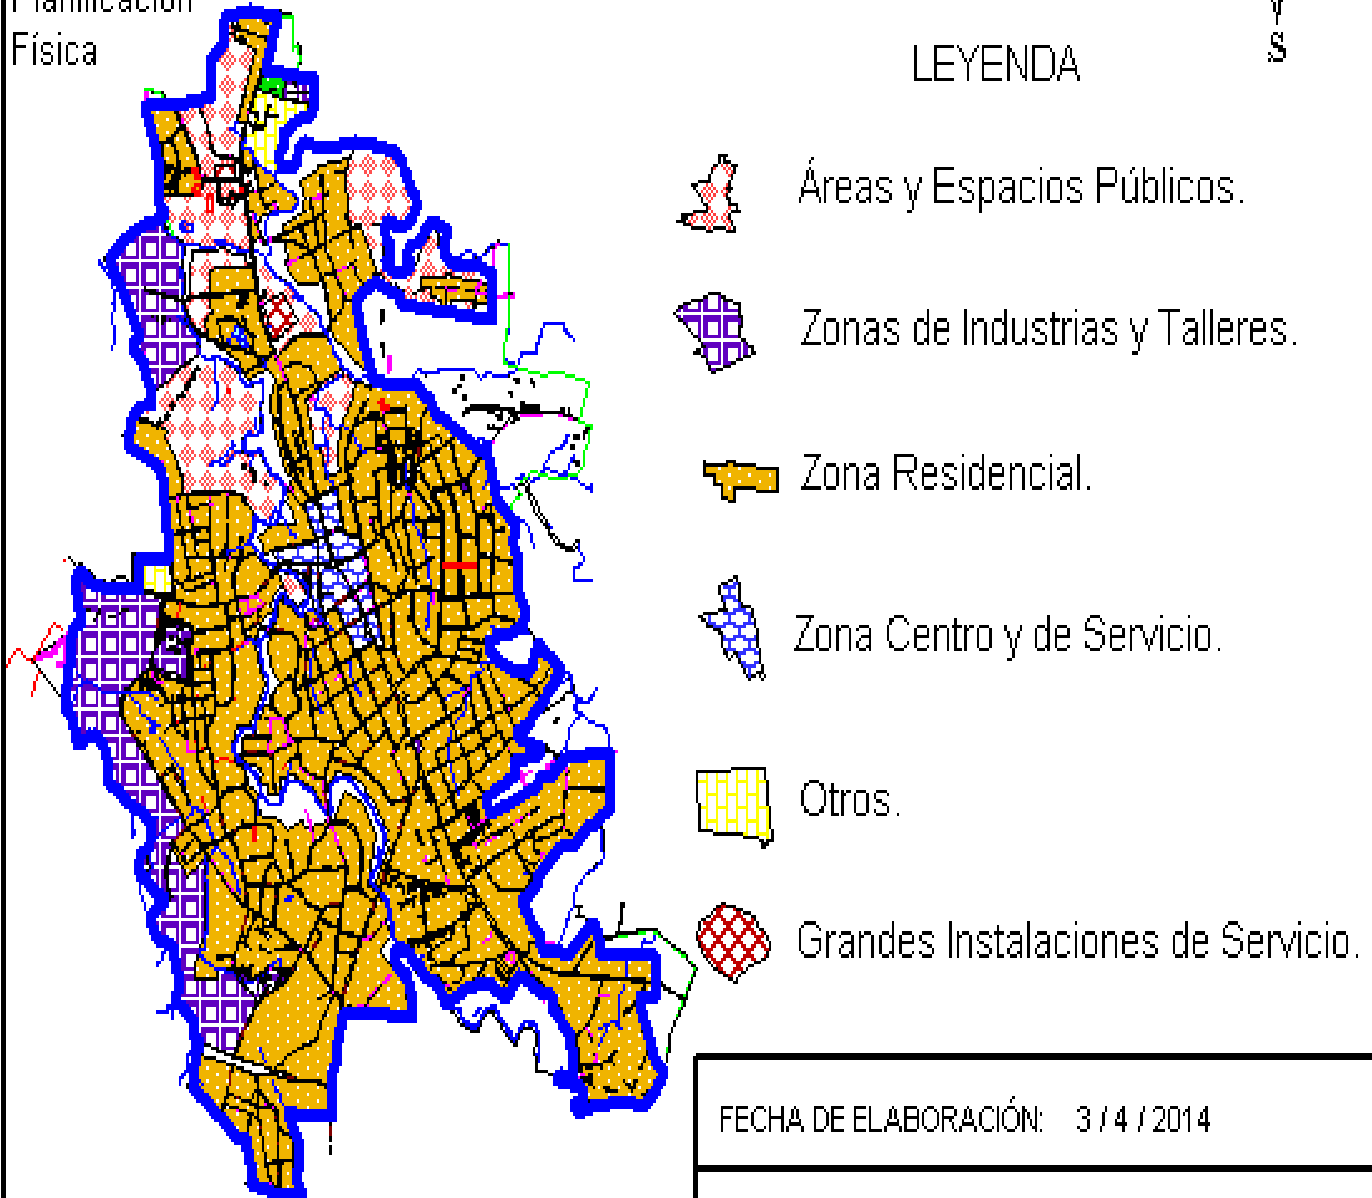 Planificación
Física
S
LEYENDA
Áreas y Espacios Públicos.
Zonas de Industrias y Talleres.
Zona Residencial.
Zona Centro y de Servicio.
Otros.
Grandes Instalaciones de Servicio.
FECHA DE ELABORACIÓN: 3 / 4 / 2014